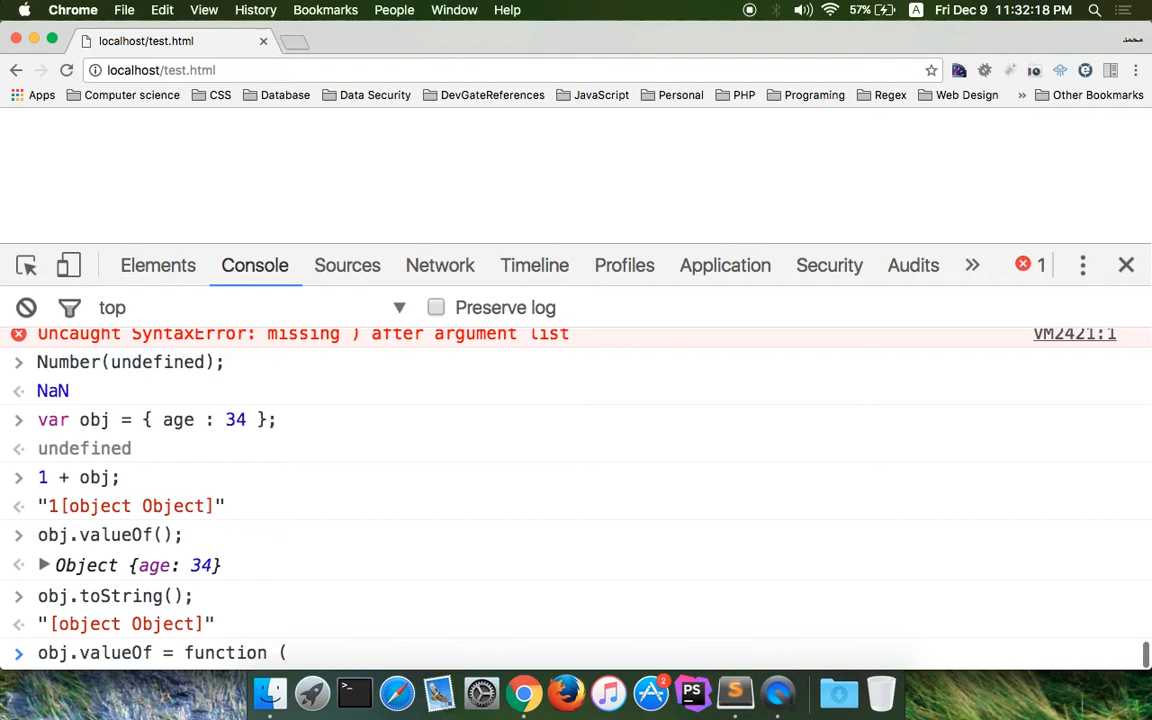 Chrome File Edit View History Bookmarks People Window Help 57% A Fri Dec 9 11:32:18 PM
localhost/test.html محمد
localhost/test.html
Apps Computer science CSS Database Data Security DevGateReferences JavaScript Personal PHP Programing Regex Web Design » Other Bookmarks
Elements Console Sources Network Timeline Profiles Application Security Audits » 1
top Preserve log
Uncaught SyntaxError: missing ) after argument list VM2421:1
> Number(undefined);
NaN
> var obj = { age : 34 };
undefined
> 1 + obj;
"1[object Object]"
> obj.valueOf();
Object {age: 34}
> obj.toString();
"[object Object]"
> obj.valueOf = function (
>_ 2 PS S